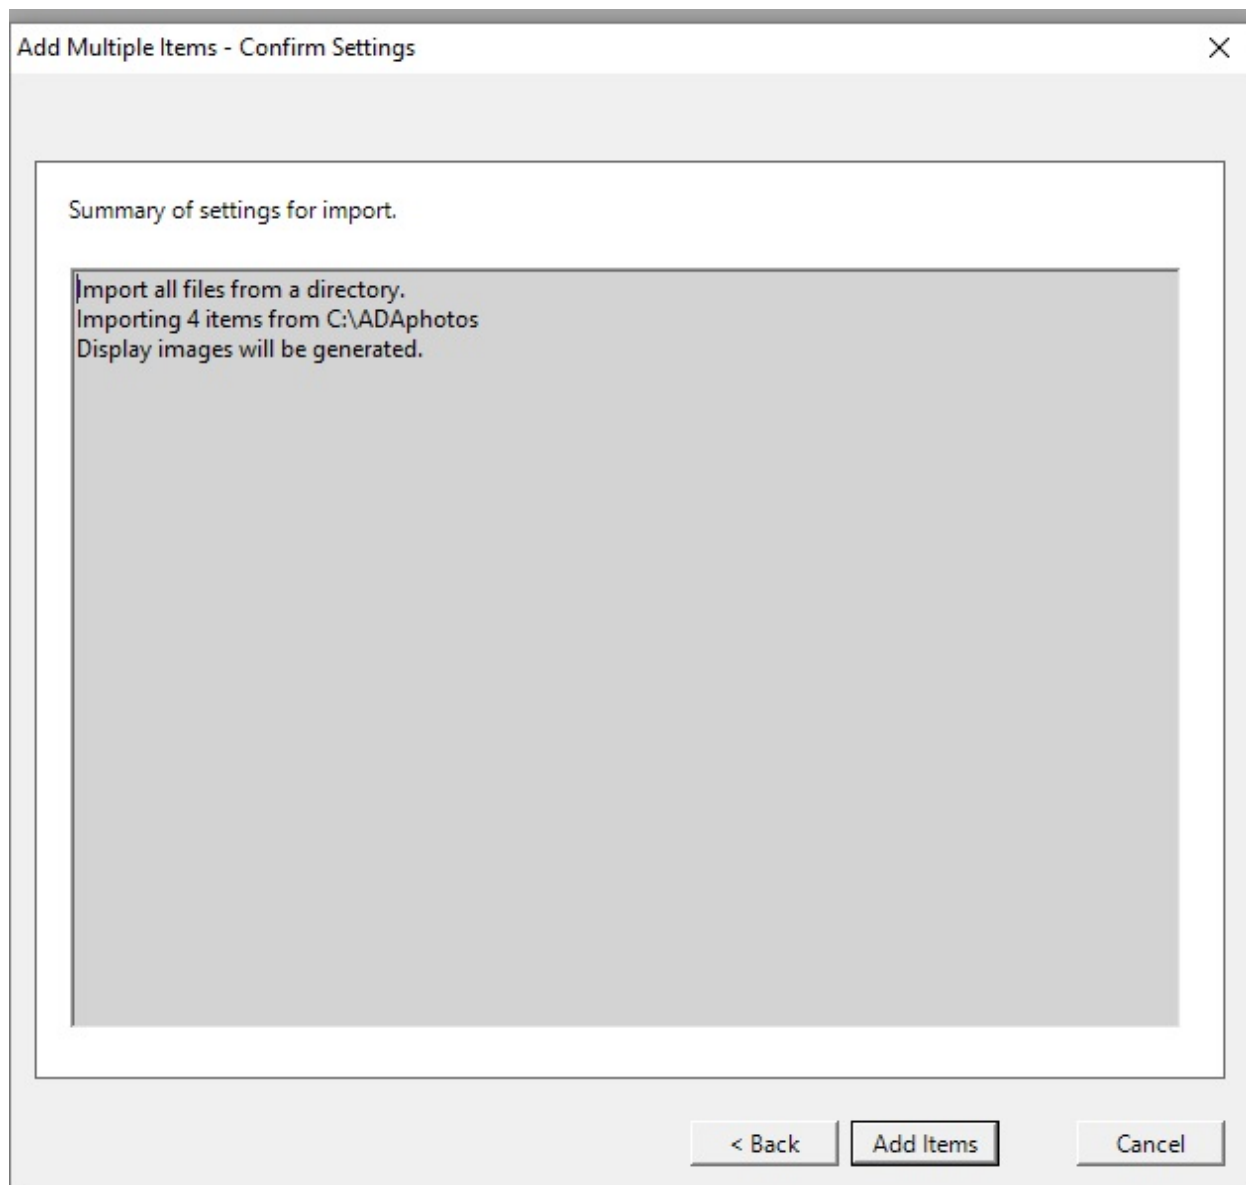 Add Multiple Items - Confirm Settings
Summary of settings for import.
Import all files from a directory.
Importing 4 items from C:\ADAphotos
Display images will be generated.
< Back
Add Items
Cancel